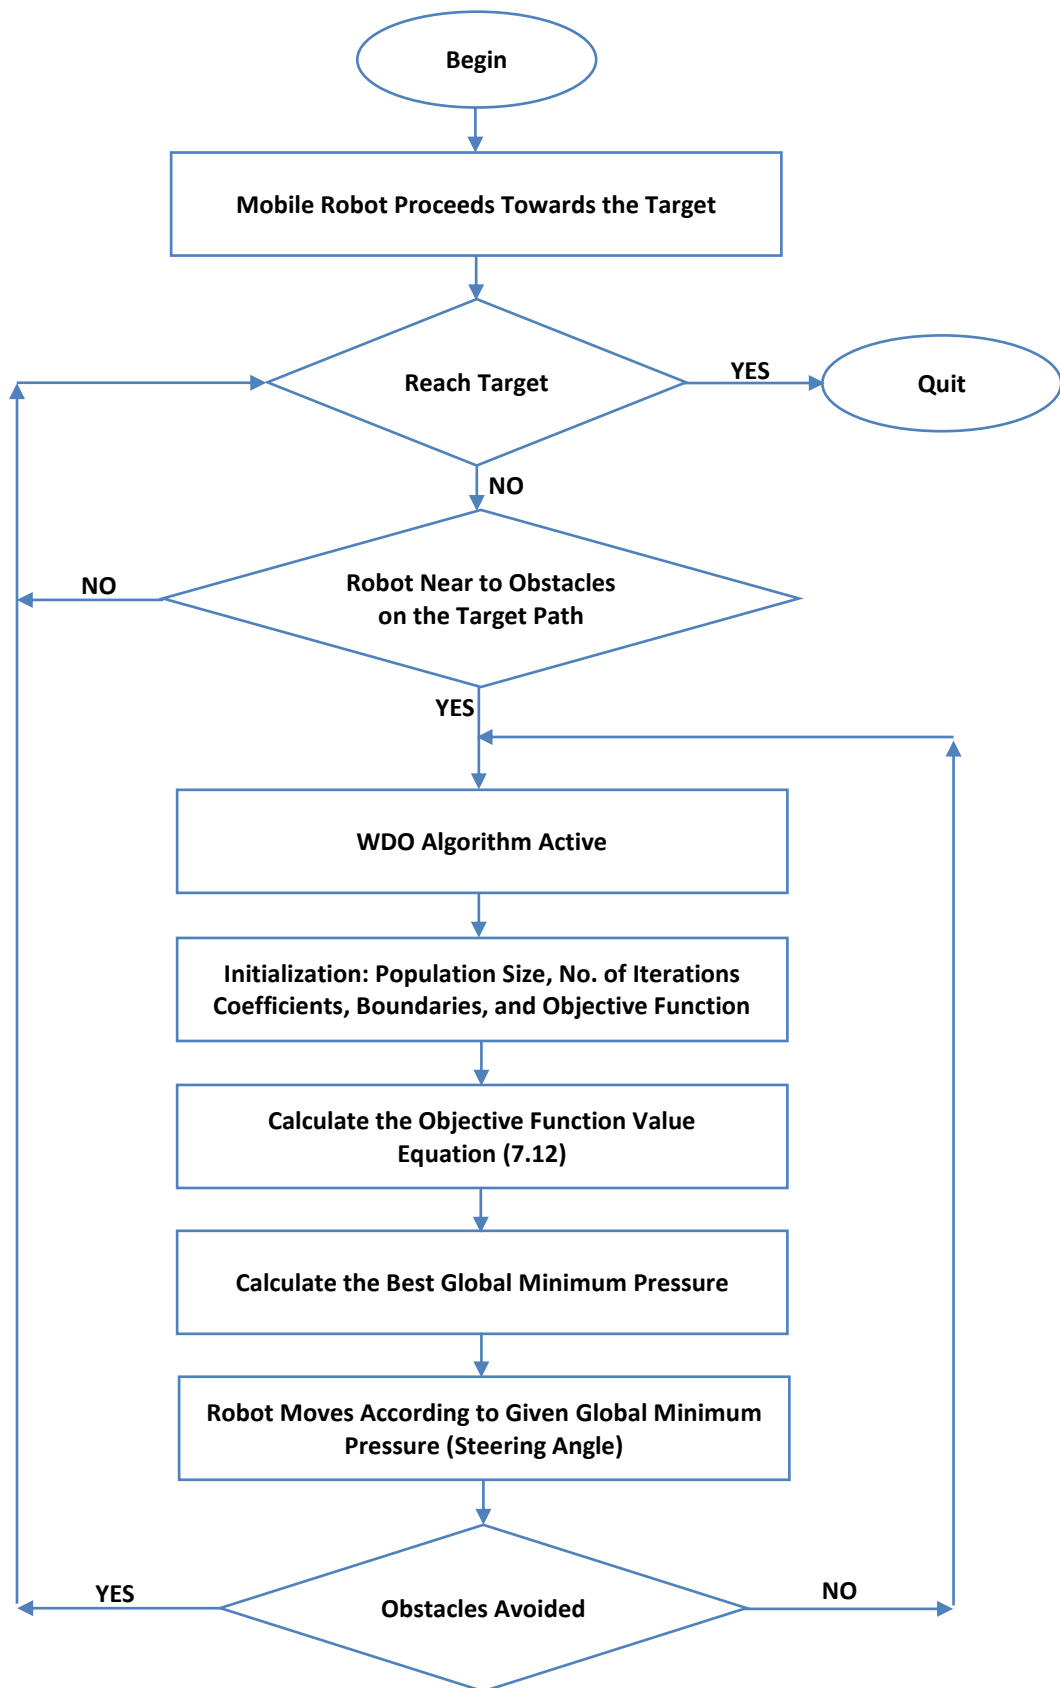 Begin
Mobile Robot Proceeds Towards the Target
Reach Target
YES
Quit
NO
Robot Near to Obstacles
on the Target Path
NO
YES
WDO Algorithm Active
Initialization: Population Size, No. of Iterations
Coefficients, Boundaries, and Objective Function
Calculate the Objective Function Value
Equation (7.12)
Calculate the Best Global Minimum Pressure
Robot Moves According to Given Global Minimum
Pressure (Steering Angle)
YES
Obstacles Avoided
NO